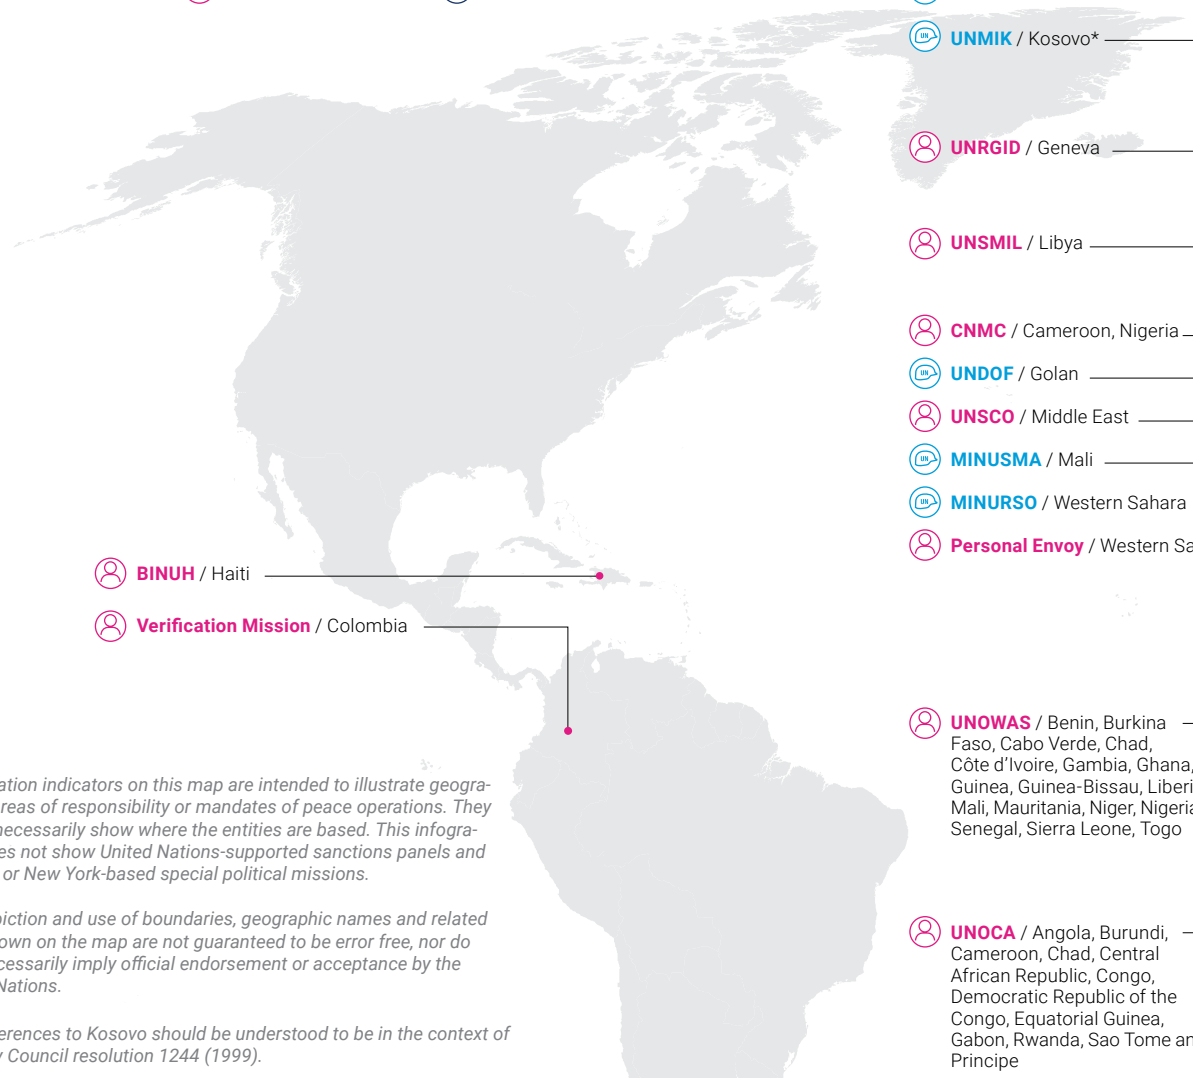 UNMIK / Kosovo*
UNRGID / Geneva
UNSMIL / Libya
CNMC / Cameroon, Nigeria
UNDOF / Golan
UNSCO / Middle East
MINUSMA / Mali
MINURSO / Western Sahara
Personal Envoy / Western Sa
BINUH / Haiti
Verification Mission / Colombia
UNOWAS / Benin, Burkina
Faso, Cabo Verde, Chad,
Côte d'Ivoire, Gambia, Ghana,
Guinea, Guinea-Bissau, Liberi
Mali, Mauritania, Niger, Nigeria
Senegal, Sierra Leone, Togo
UNOCA / Angola, Burundi,
Cameroon, Chad, Central
African Republic, Congo,
Democratic Republic of the
Congo, Equatorial Guinea,
Gabon, Rwanda, Sao Tome an
Principe
ation indicators on this map are intended to illustrate geogra-
reas of responsibility or mandates of peace operations. They
necessarily show where the entities are based. This infogra-
es not show United Nations-supported sanctions panels and
or New York-based special political missions.
iction and use of boundaries, geographic names and related
own on the map are not guaranteed to be error free, nor do
cessarily imply official endorsement or acceptance by the
Nations.
erences to Kosovo should be understood to be in the context of
y Council resolution 1244 (1999).